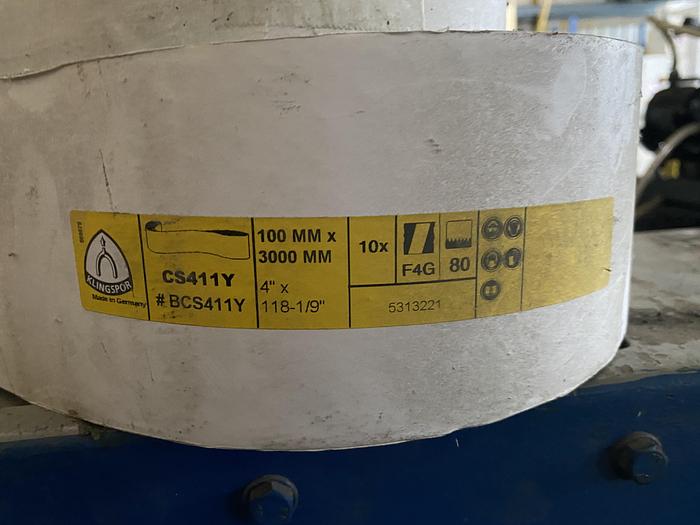 KLINGSPOR
Made in Germany
CS411Y
# BCS411Y
100 MM x
3000 MM
4" x
118-1/9"
10x
F4G
80
5313221